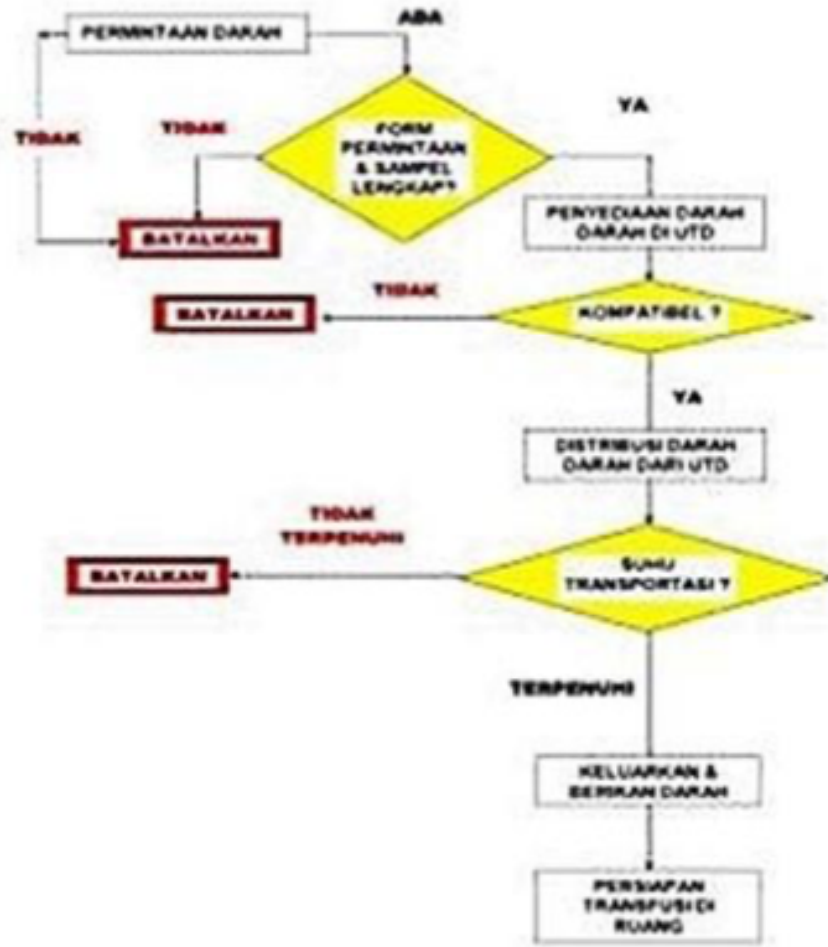 ADA
PERMINTAAN DARAH
TIDAK
TIDAK
FORM
PERMINTAAN
& SAMPEL
LENGKAP?
YA
BATALKAN
PENYEDIAAN DARAH
DARAH DI UTD
BATALKAN
TIDAK
KOMPATIBEL ?
YA
DISTRIBUSI DARAH
DARAH DARI UTD
TIDAK
TERPENUHI
BATALKAN
SUHU
TRANSPORTASI ?
TERPENUHI
KELUARKAN &
BERIKAN DARAH
PERSIAPAN
TRANSFUSI DI
RUANG